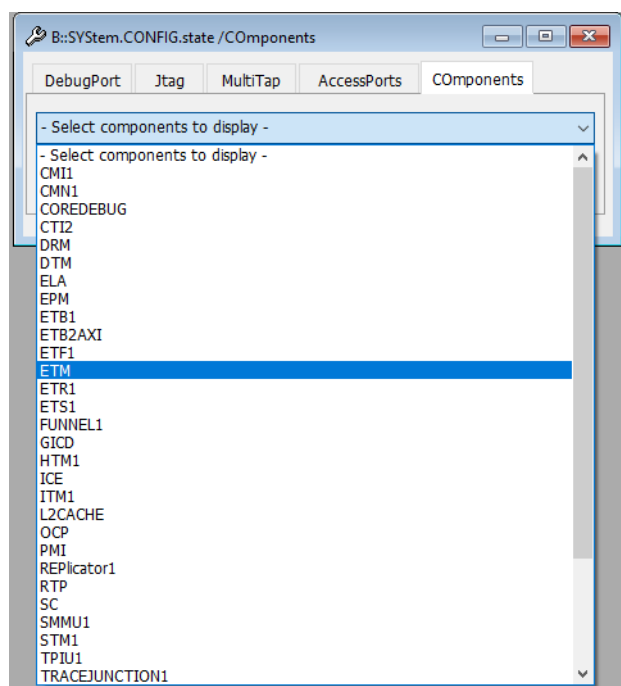 B::SYStem.CONFIG.state /COmponents
DebugPort Jtag MultiTap AccessPorts COmponents
- Select components to display -
- Select components to display -
CMI1
CMN1
COREDEBUG
CTI2
DRM
DTM
ELA
EPM
ETB1
ETB2AXI
ETF1
ETM
ETR1
ETS1
FUNNEL1
GICD
HTM1
ICE
ITM1
L2CACHE
OCP
PMI
REPlicator1
RTP
SC
SMMU1
STM1
TPIU1
TRACEJUNCTION1